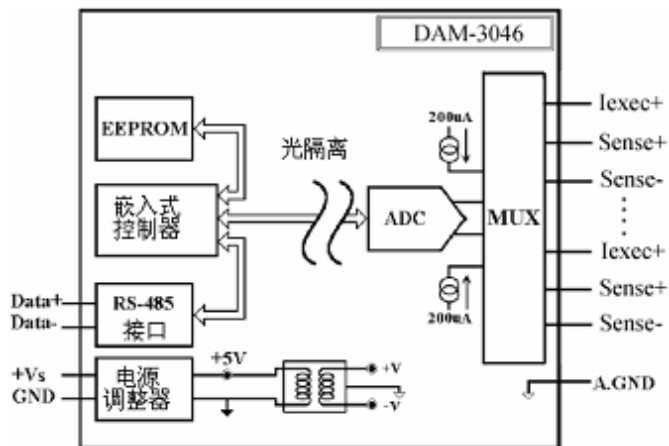 DAM-3046
EEPROM
嵌入式
控制器
RS-485
接口
电源
调整器
Data+
Data-
+Vs
GND
+5V
+V
-V
光隔离
ADC
200uA
200uA
MUX
Iexec+
Sense+
Sense-
Iexec+
Sense+
Sense-
A.GND